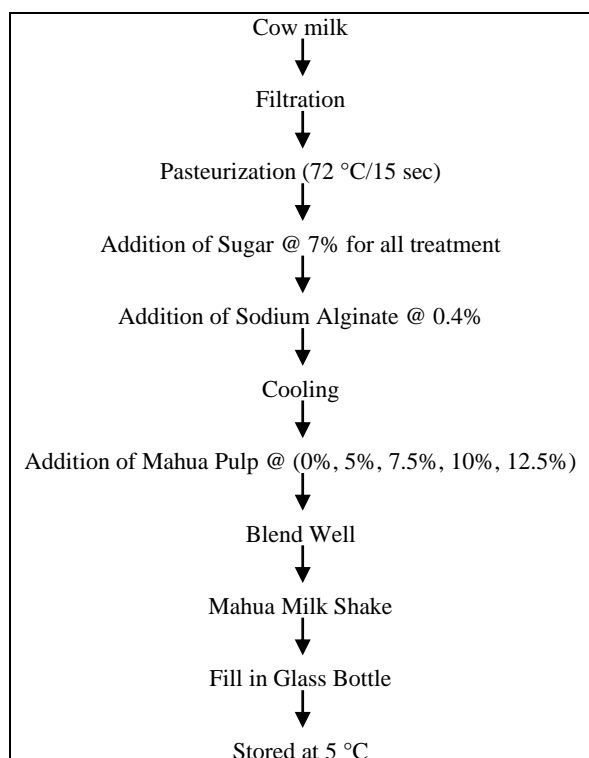 Cow milk
Filtration
Pasteurization (72 °C/15 sec)
Addition of Sugar @ 7% for all treatment
Addition of Sodium Alginate @ 0.4%
Cooling
Addition of Mahua Pulp @ (0%, 5%, 7.5%, 10%, 12.5%)
Blend Well
Mahua Milk Shake
Fill in Glass Bottle
Stored at 5 °C